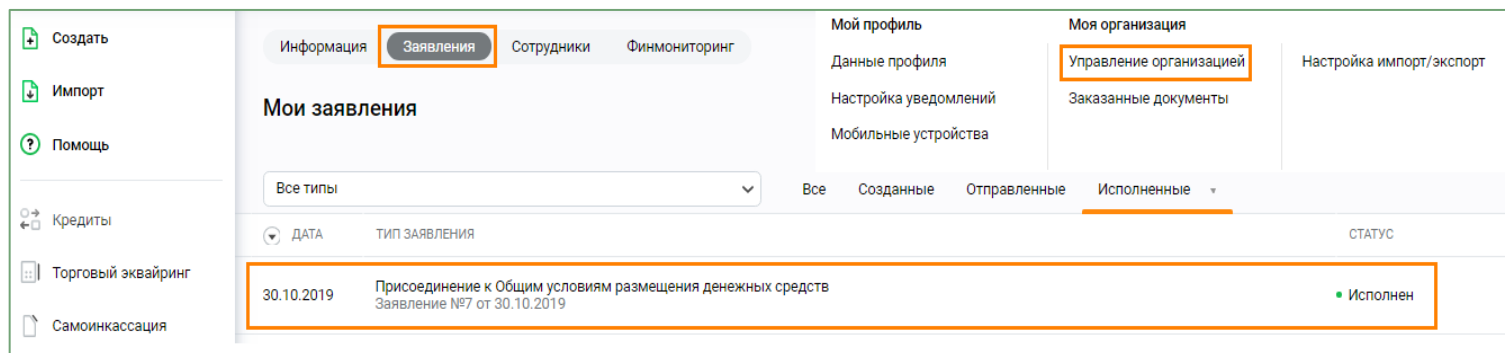 Создать
Импорт
Помощь
Кредиты
Торговый эквайринг
Самоинкассация
Информация Заявления Сотрудники Финмониторинг
Мои заявления
Мой профиль
Данные профиля
Настройка уведомлений
Мобильные устройства
Моя организация
Управление организацией
Заказанные документы
Настройка импорт/экспорт
Все типы
Все Созданные Отправленные Исполненные
ДАТА ТИП ЗАЯВЛЕНИЯ СТАТУС
30.10.2019 Присоединение к Общим условиям размещения денежных средств
Заявление №7 от 30.10.2019
Исполнен